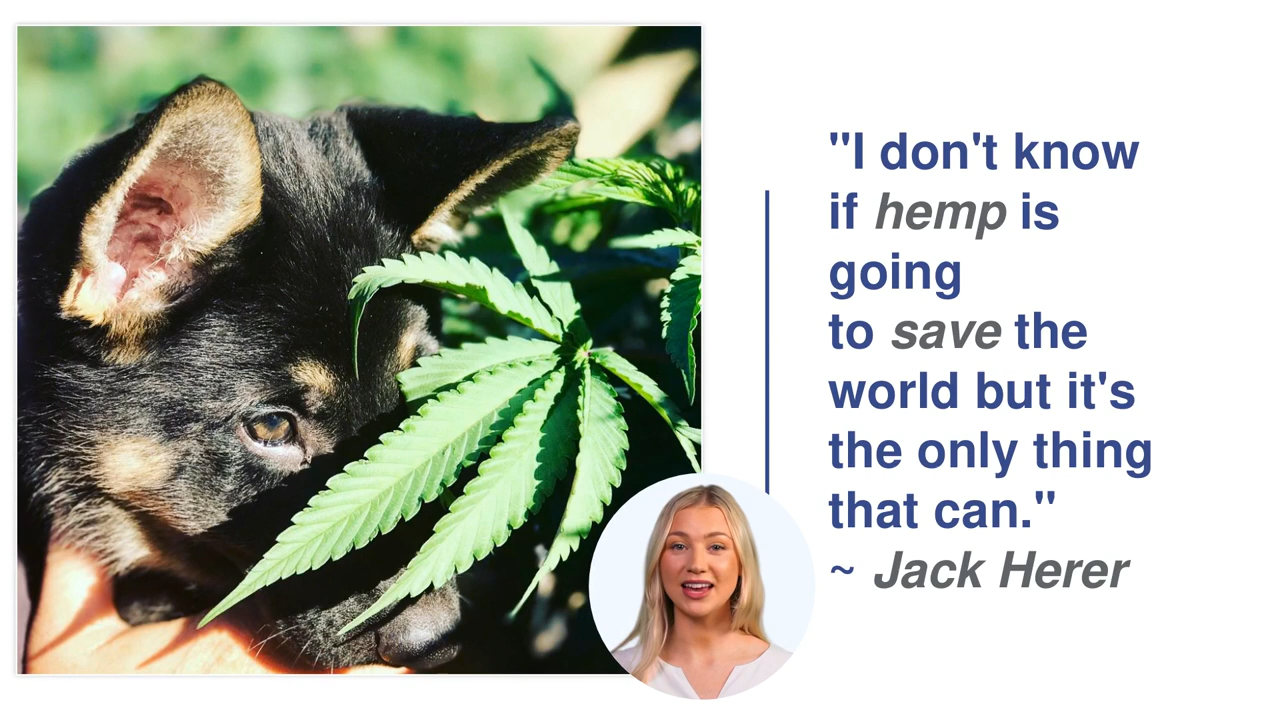 "I don't know
if hemp is
going
to save the
world but it's
the only thing
that can."
~ Jack Herer